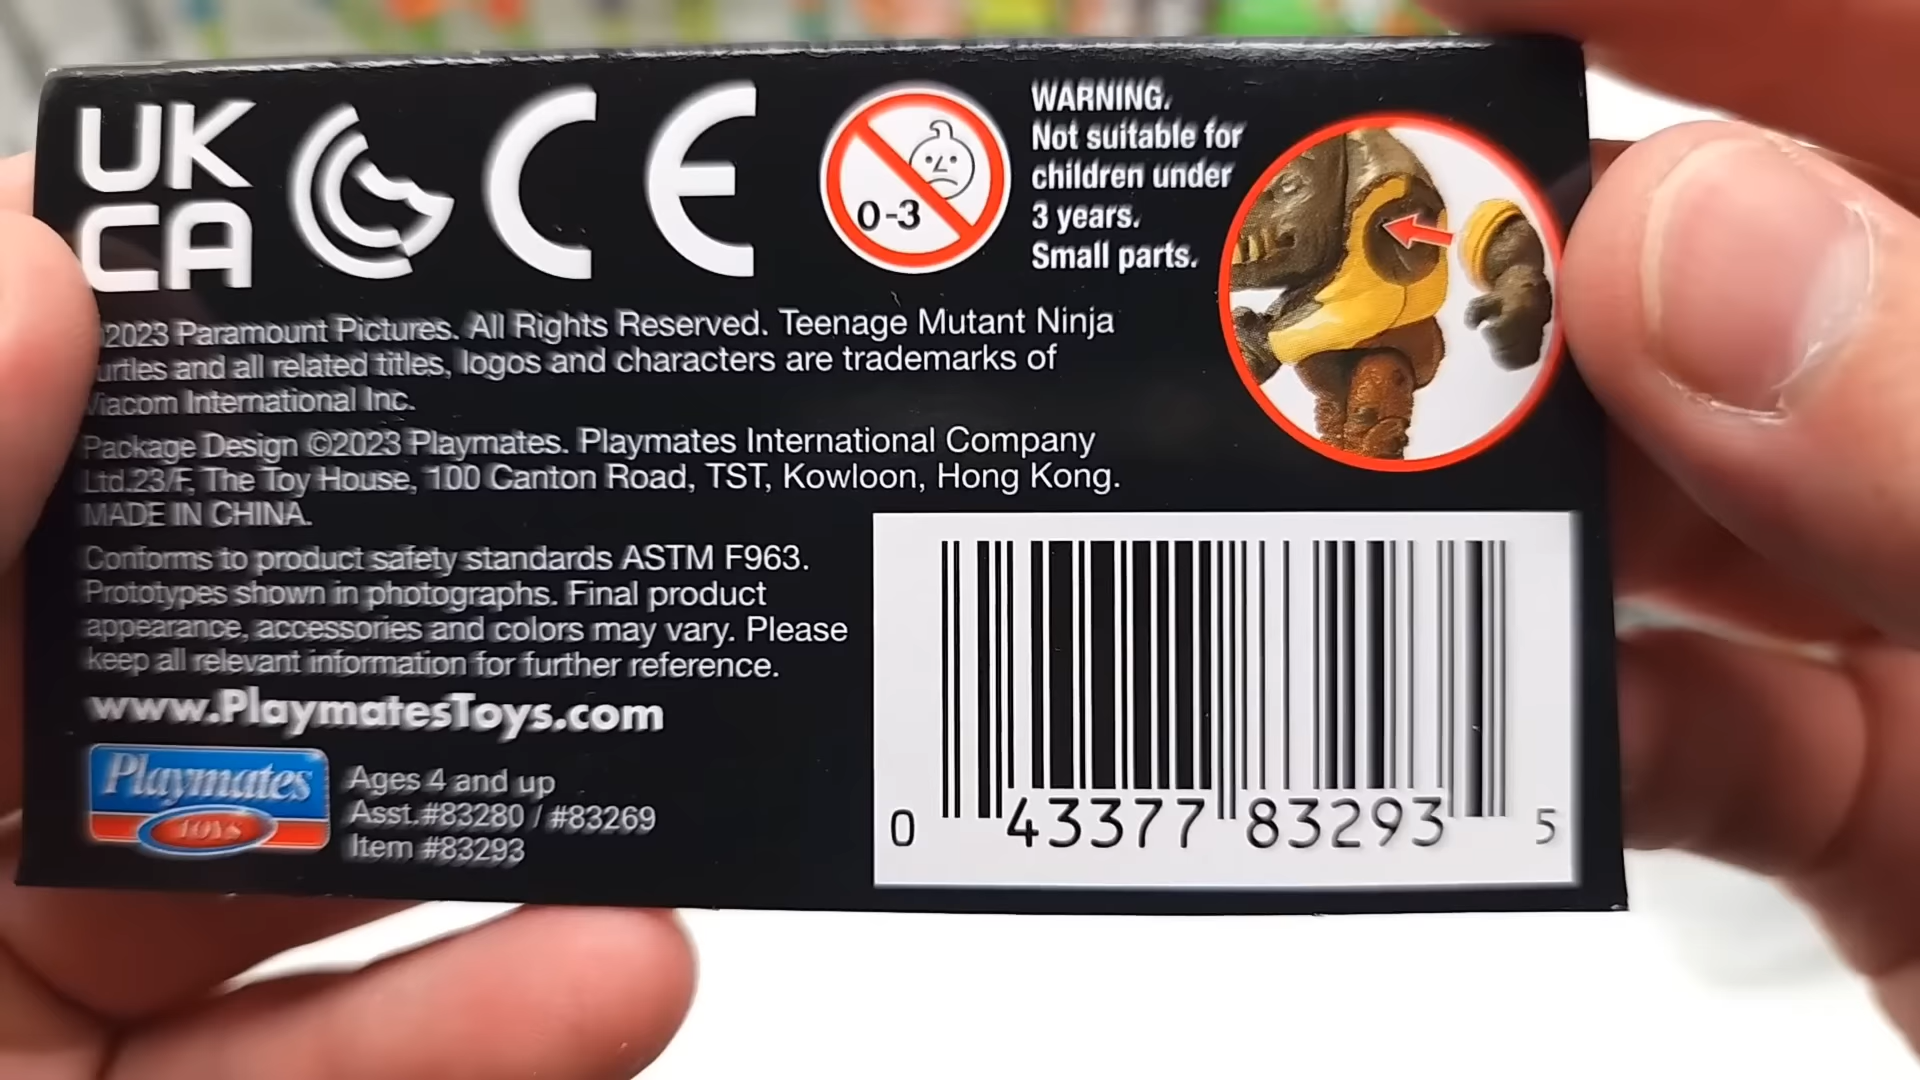 UK
CA
CE
0-3
WARNING.
Not suitable for
children under
3 years.
Small parts.
2023 Paramount Pictures. All Rights Reserved. Teenage Mutant Ninja
urtles and all related titles, logos and characters are trademarks of
Viacom International Inc.
Package Design ©2023 Playmates. Playmates International Company
Ltd.23/F, The Toy House, 100 Canton Road, TST, Kowloon, Hong Kong.
MADE IN CHINA.
Conforms to product safety standards ASTM F963.
Prototypes shown in photographs. Final product
appearance, accessories and colors may vary. Please
keep all relevant information for further reference.
www.PlaymatesToys.com
Playmates
TOYS
Ages 4 and up
Asst.#83280 / #83269
Item #83293
0 43377 83293 5